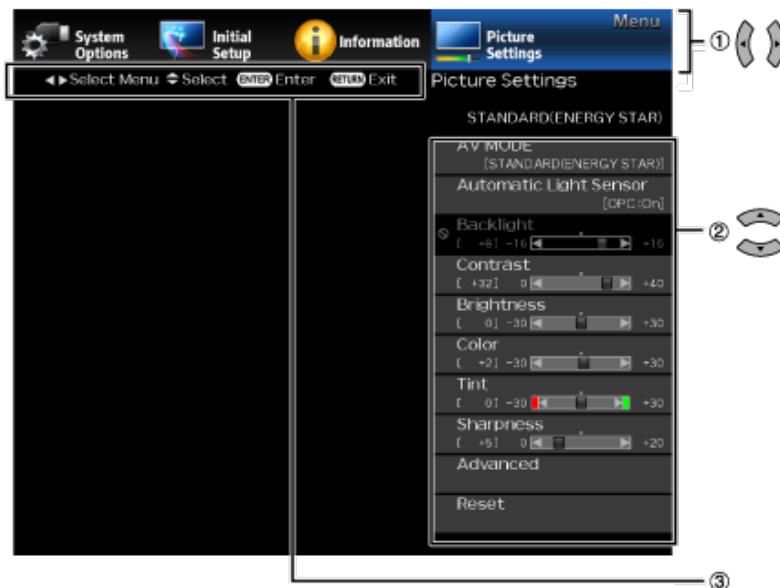 Menu
System Options
Initial Setup
Information
Picture Settings
①
◀▶Select Menu ◆Select ENTER Enter RETURN Exit
Picture Settings
STANDARD(ENERGY STAR)
AV MODE
[STANDARD(ENERGY STAR)]
Automatic Light Sensor
[OPC:On]
②
Backlight
[ +6] -16 +16
Contrast
[ +32] 0 +40
Brightness
[ 0] -30 +30
Color
[ +2] -30 +30
Tint
[ 0] -30 +30
Sharpness
[ +5] 0 +20
Advanced
Reset
③